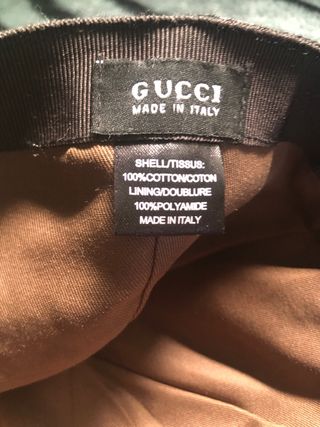 GUCCI
MADE IN ITALY
SHELL/TISSUS:
100%COTTON/COTON
LINING/DOUBLURE
100%POLYAMIDE
MADE IN ITALY